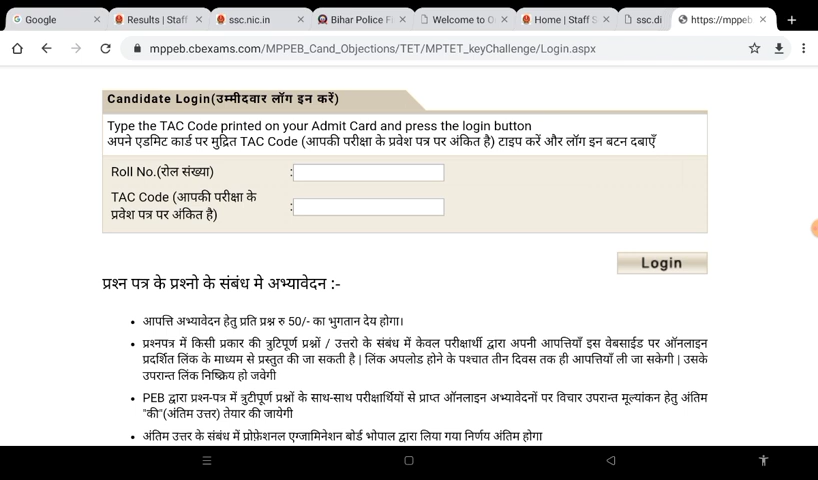 Google
Results | Staff
ssc.nic.in
Bihar Police F
Welcome to O
Home | Staff S
ssc.di
https://mppeb
mppeb.cbexams.com/MPPEB_Cand_Objections/TET/MPTET_keyChallenge/Login.aspx
Candidate Login(उम्मीदवार लॉग इन करें)
Type the TAC Code printed on your Admit Card and press the login button
अपने एडमिट कार्ड पर मुद्रित TAC Code (आपकी परीक्षा के प्रवेश पत्र पर अंकित है) टाइप करें और लॉग इन बटन दबाएँ
Roll No.(रोल संख्या) :
TAC Code (आपकी परीक्षा के
प्रवेश पत्र पर अंकित है) :
Login
प्रश्न पत्र के प्रश्नो के संबंध मे अभ्यावेदन :-
• आपत्ति अभ्यावेदन हेतु प्रति प्रश्न रु 50/- का भुगतान देय होगा।
• प्रश्नपत्र में किसी प्रकार की त्रुटिपूर्ण प्रश्नों / उत्तरो के संबंध में केवल परीक्षार्थी द्वारा अपनी आपत्तियाँ इस वेबसाईड पर ऑनलाइन
प्रदर्शित लिंक के माध्यम से प्रस्तुत की जा सकती है | लिंक अपलोड होने के पश्चात तीन दिवस तक ही आपत्तियाँ ली जा सकेगी | उसके
उपरान्त लिंक निष्क्रिय हो जवेगी
• PEB द्वारा प्रश्न-पत्र में त्रुटीपूर्ण प्रश्नों के साथ-साथ परीक्षार्थियों से प्राप्त ऑनलाइन अभ्यावेदनों पर विचार उपरान्त मूल्यांकन हेतु अंतिम
"की"(अंतिम उत्तर) तेयार की जायेगी
• अंतिम उत्तर के संबंध में प्रोफ़ेशनल एग्जामिनेशन बोर्ड भोपाल द्वारा लिया गया निर्णय अंतिम होगा